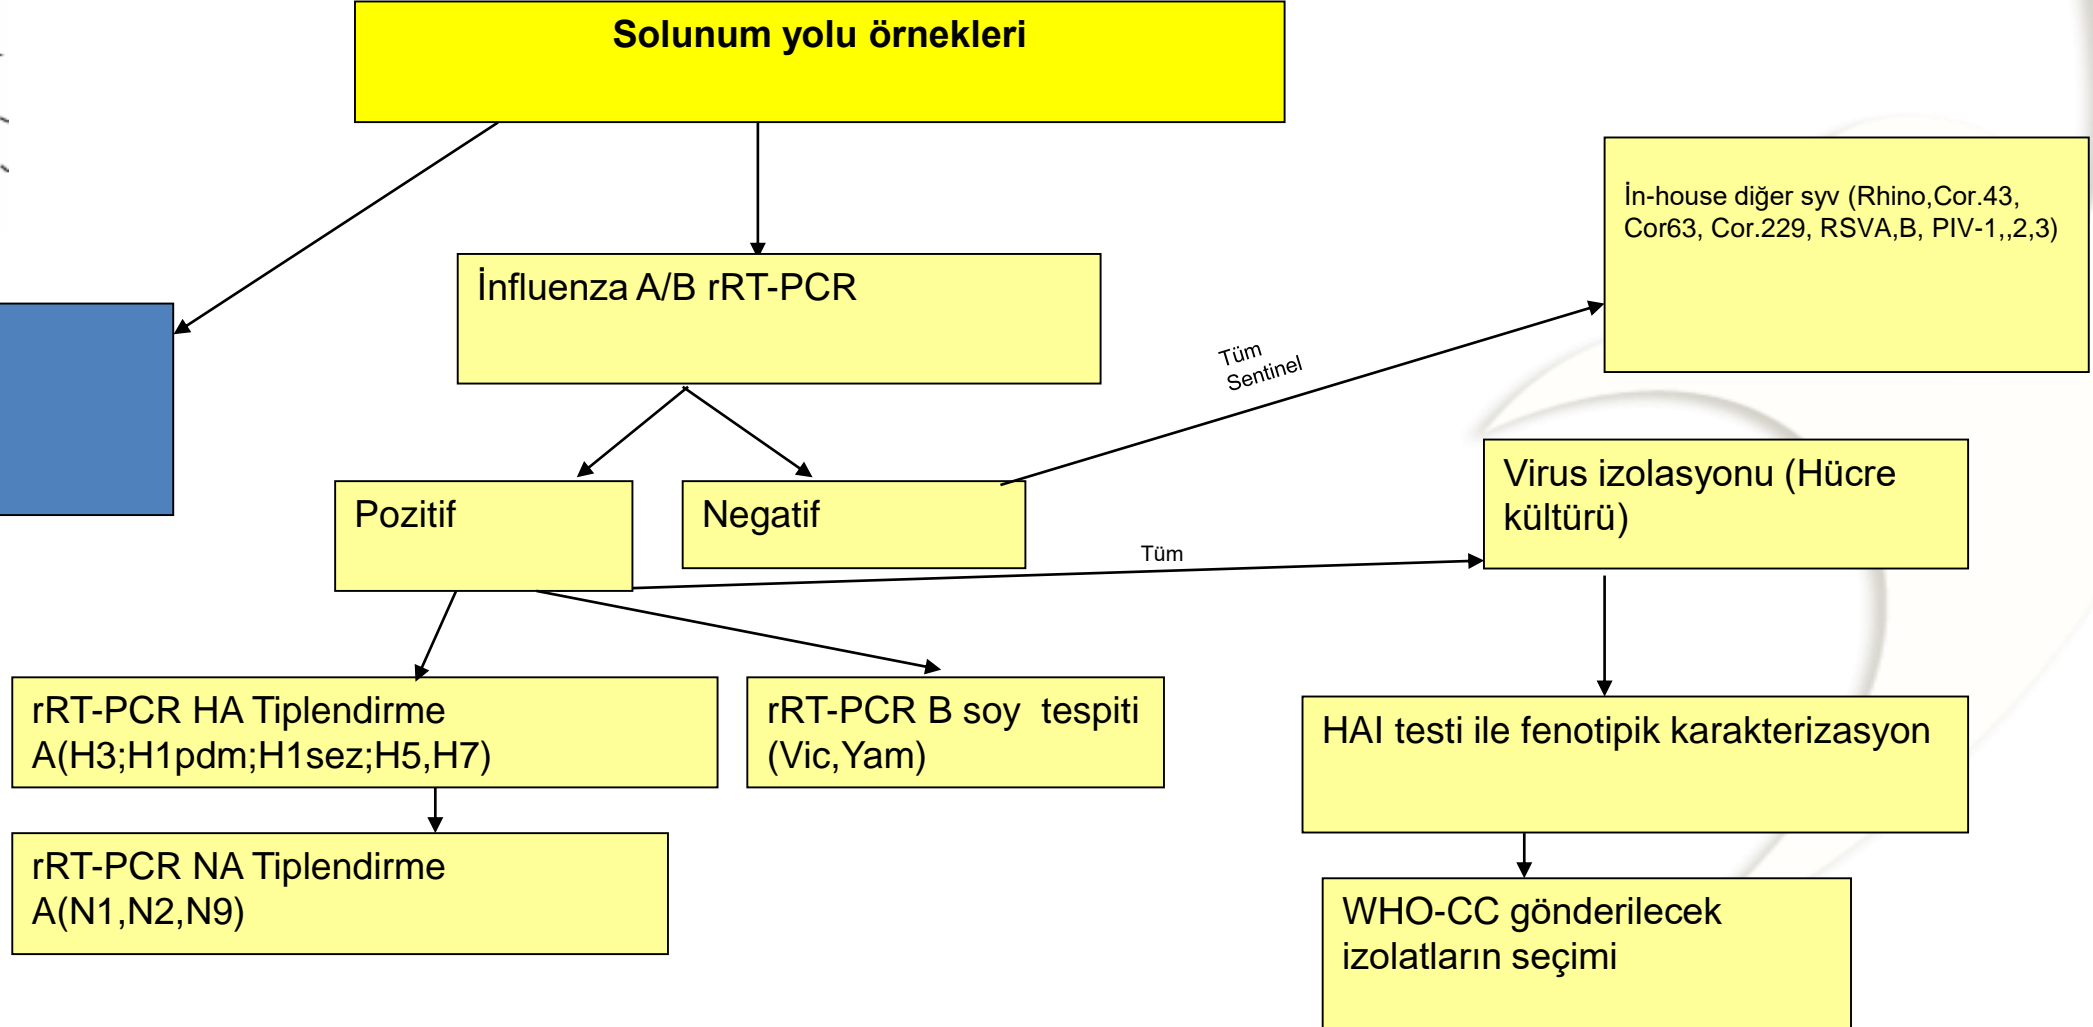 Solunum yolu örnekleri
İn-house diğer syv (Rhino,Cor.43,
Cor63, Cor.229, RSVA,B, PIV-1,,2,3)
İnfluenza A/B rRT-PCR
Tüm
Sentinel
Pozitif
Negatif
Virus izolasyonu (Hücre
kültürü)
Tüm
rRT-PCR HA Tiplendirme
A(H3;H1pdm;H1sez;H5,H7)
rRT-PCR B soy  tespiti
(Vic,Yam)
HAI testi ile fenotipik karakterizasyon
rRT-PCR NA Tiplendirme
A(N1,N2,N9)
WHO-CC gönderilecek
izolatların seçimi